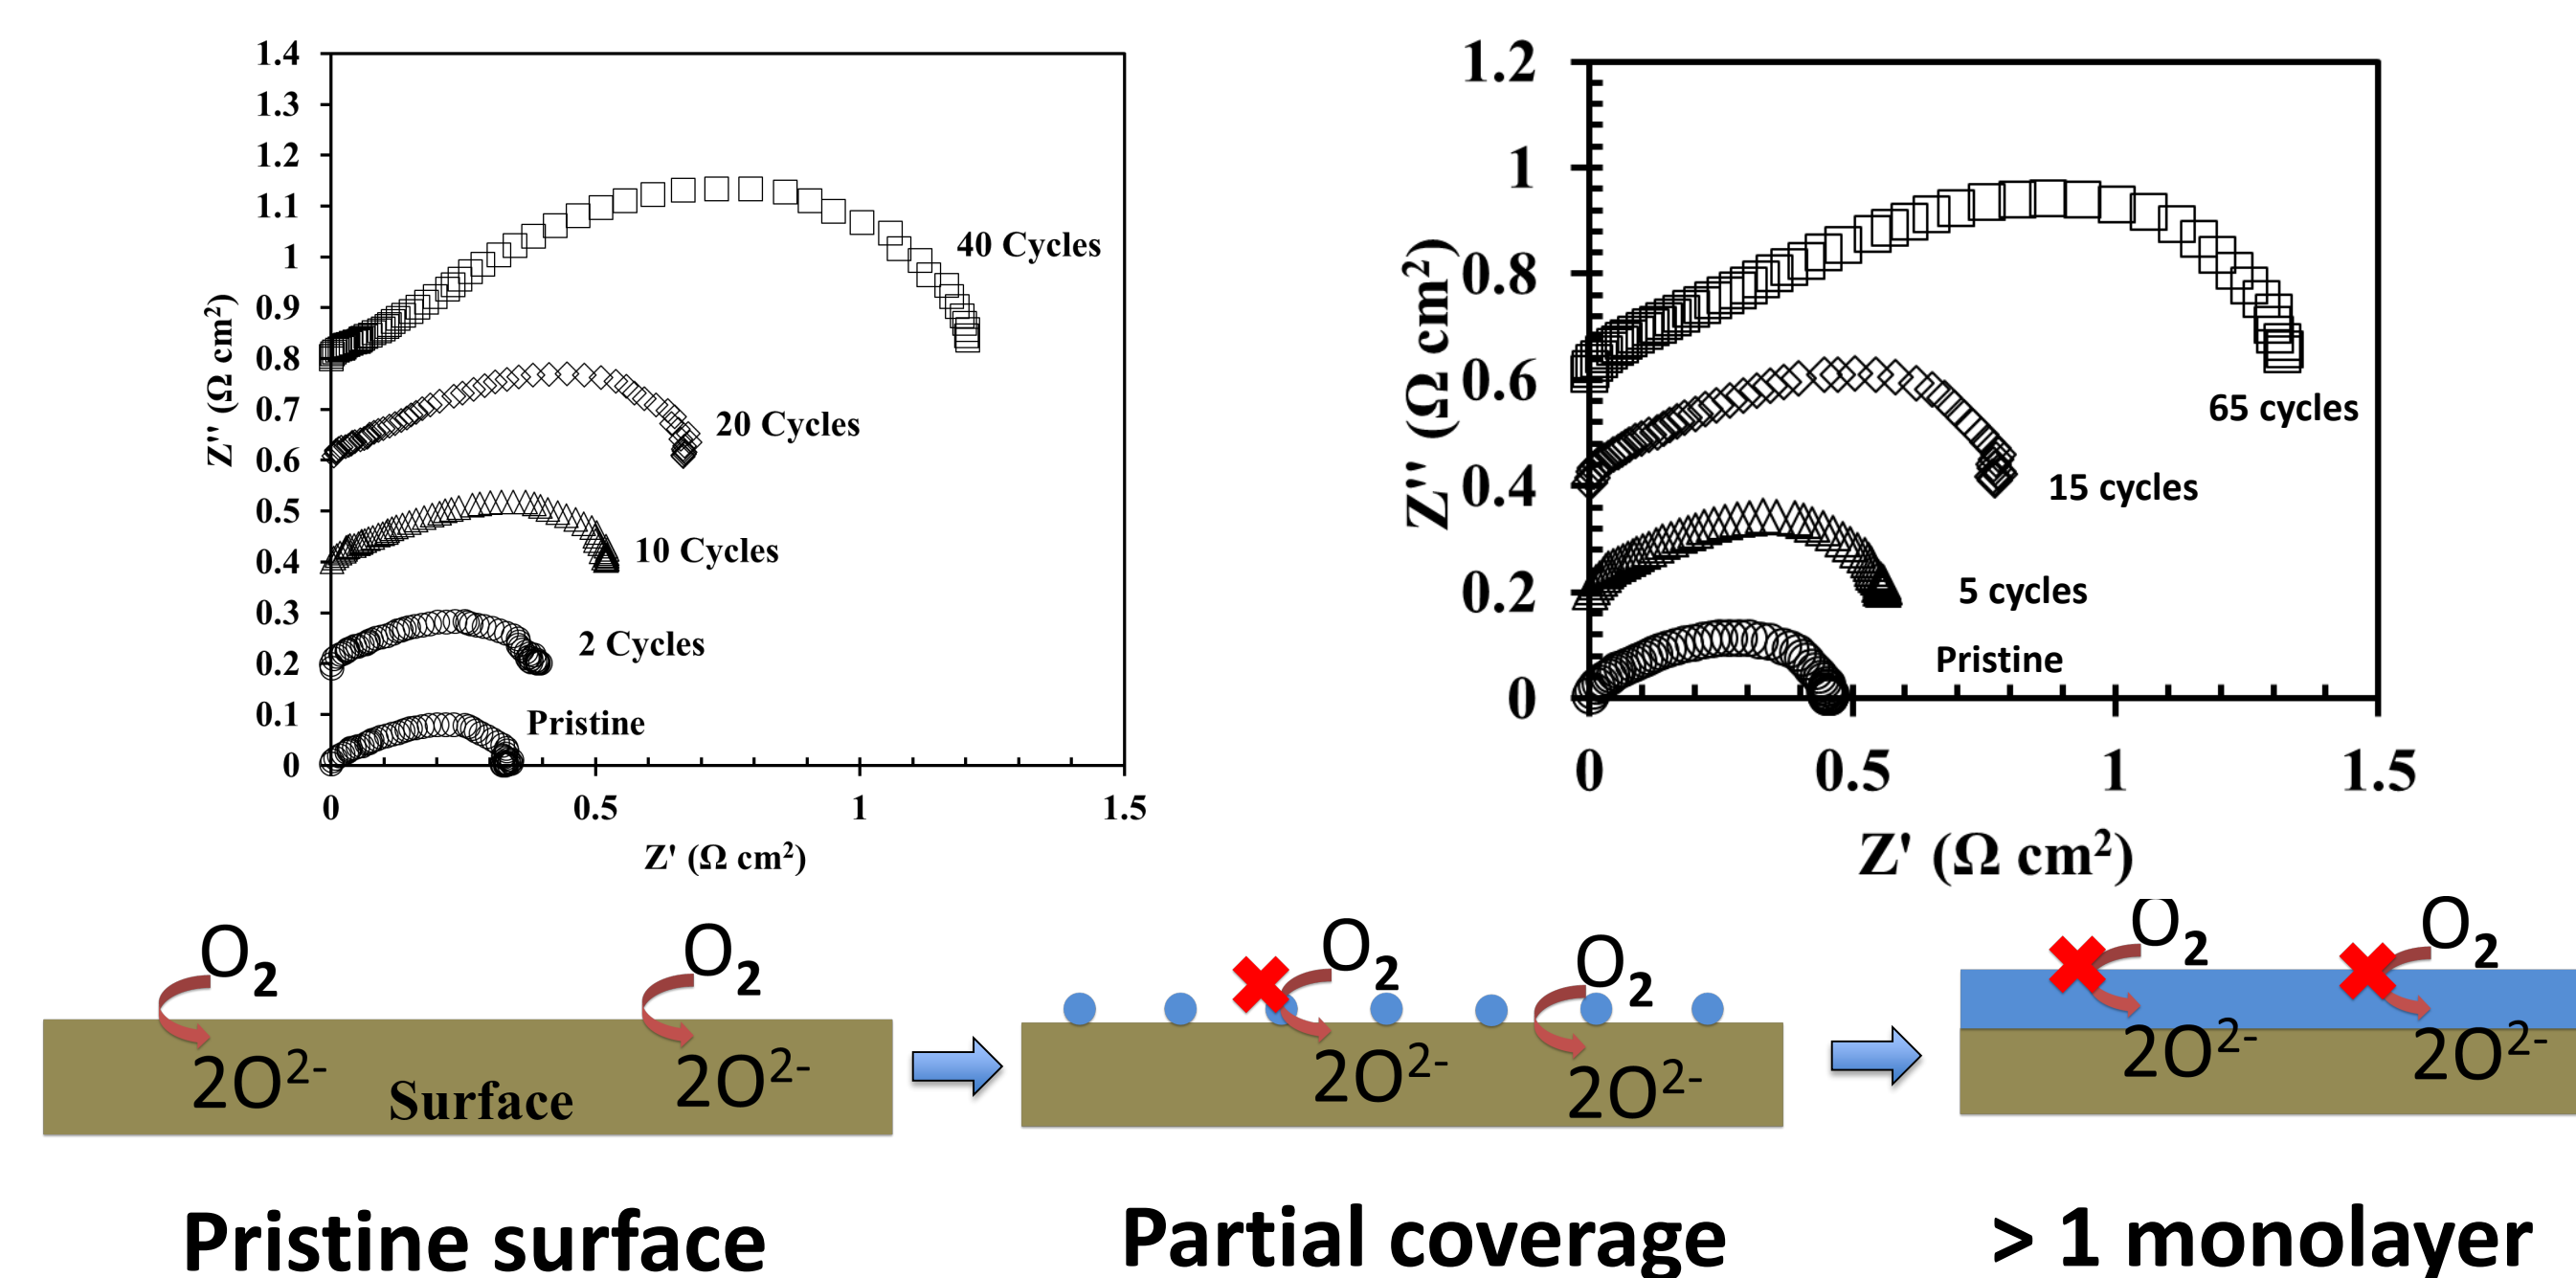 1.4
1.3
1.2
1.1
1
0.9
0.8
0.7
0.6
0.5
0.4
0.3
0.2
0.1
0
Z'' (Ω cm²)
40 Cycles
20 Cycles
10 Cycles
2 Cycles
Pristine
0 0.5 1 1.5
Z' (Ω cm²)
1.2
1
0.8
0.6
0.4
0.2
0
Z'' (Ω cm²)
65 cycles
15 cycles
5 cycles
Pristine
0 0.5 1 1.5
Z' (Ω cm²)
O₂ O₂
2O²⁻ Surface 2O²⁻
O₂ O₂
2O²⁻ 2O²⁻
O₂ O₂
2O²⁻ 2O²⁻
Pristine surface
Partial coverage
> 1 monolayer